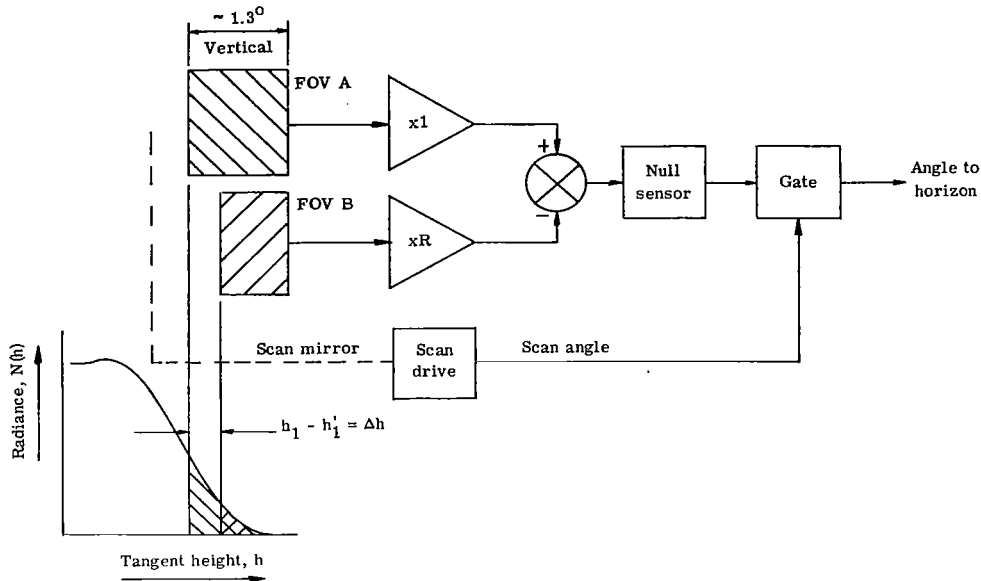 ~ 1.3°
Vertical
FOV A
x1
+
Null
sensor
Gate
Angle to
horizon
FOV B
xR
−
Scan mirror
Scan
drive
Scan angle
Radiance, N(h)
h₁ - h₁' = Δh
Tangent height, h